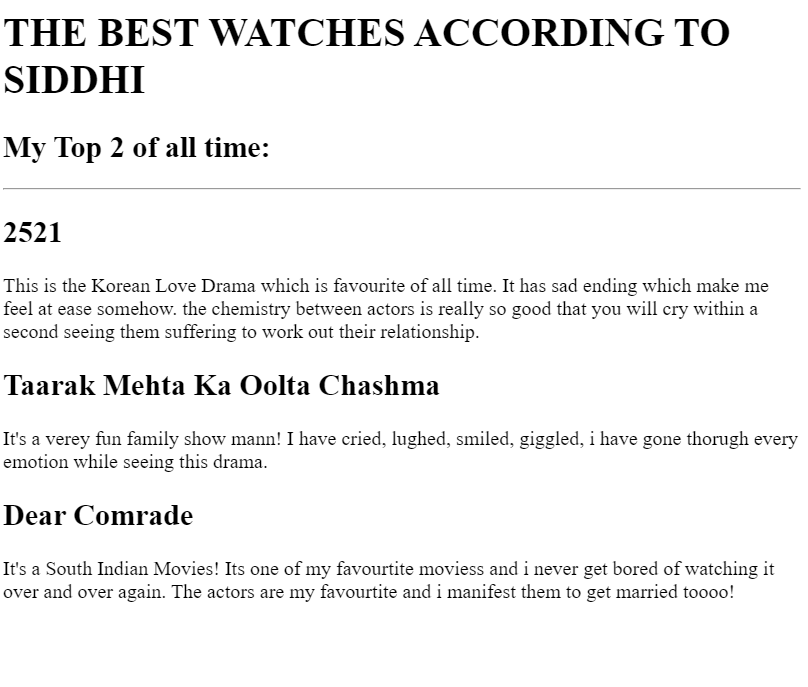 THE BEST WATCHES ACCORDING TO
SIDDHI
My Top 2 of all time:
2521
This is the Korean Love Drama which is favourite of all time. It has sad ending which make me
feel at ease somehow. the chemistry between actors is really so good that you will cry within a
second seeing them suffering to work out their relationship.
Taarak Mehta Ka Oolta Chashma
It's a verey fun family show mann! I have cried, lughed, smiled, giggled, i have gone thorugh every
emotion while seeing this drama.
Dear Comrade
It's a South Indian Movies! Its one of my favourtite moviess and i never get bored of watching it
over and over again. The actors are my favourtite and i manifest them to get married toooo!